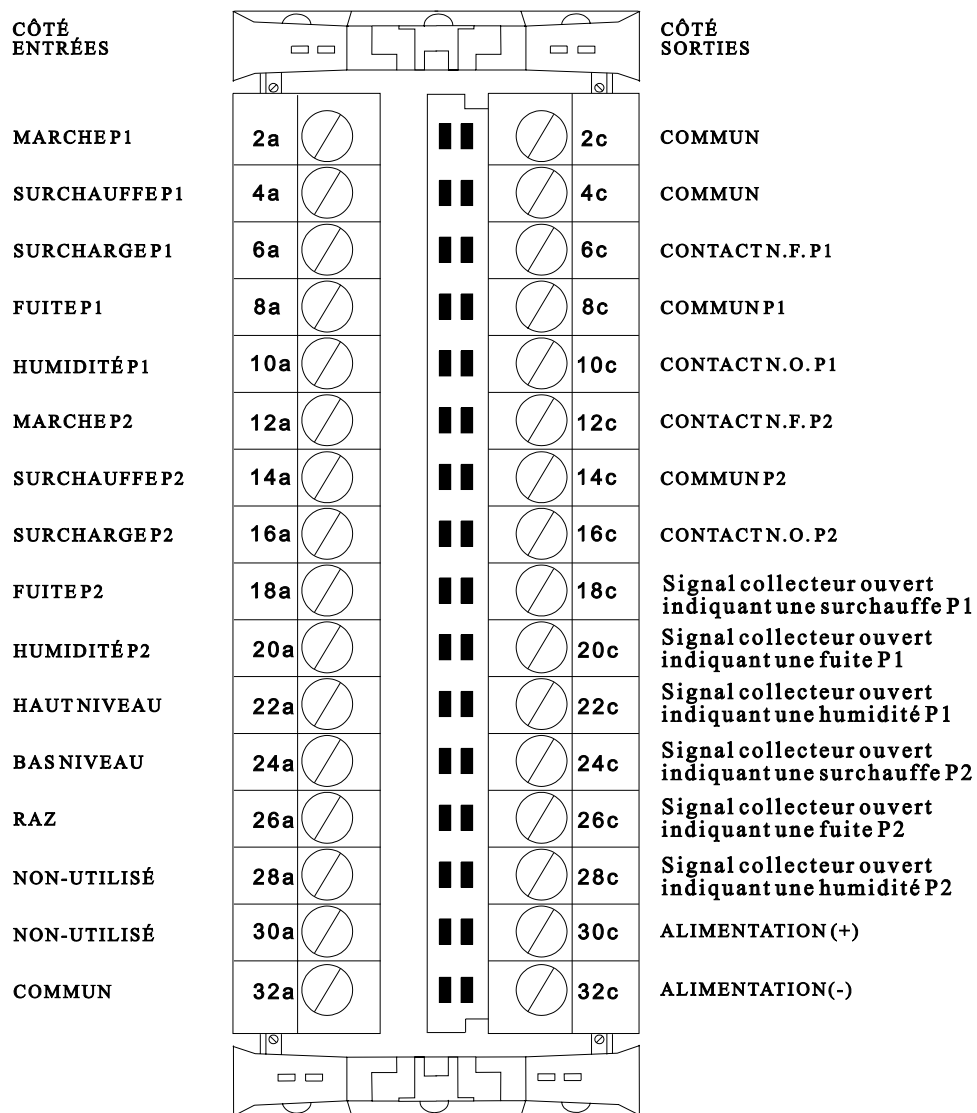 CÔTÉ
ENTRÉES
CÔTÉ
SORTIES
MARCHE P1 2a 2c COMMUN
SURCHAUFFE P1 4a 4c COMMUN
SURCHARGE P1 6a 6c CONTACT N.F. P1
FUITE P1 8a 8c COMMUN P1
HUMIDITÉ P1 10a 10c CONTACT N.O. P1
MARCHE P2 12a 12c CONTACT N.F. P2
SURCHAUFFE P2 14a 14c COMMUN P2
SURCHARGE P2 16a 16c CONTACT N.O. P2
FUITE P2 18a 18c Signal collecteur ouvert
indiquant une surchauffe P1
HUMIDITÉ P2 20a 20c Signal collecteur ouvert
indiquant une fuite P1
HAUT NIVEAU 22a 22c Signal collecteur ouvert
indiquant une humidité P1
BAS NIVEAU 24a 24c Signal collecteur ouvert
indiquant une surchauffe P2
RAZ 26a 26c Signal collecteur ouvert
indiquant une fuite P2
NON-UTILISÉ 28a 28c Signal collecteur ouvert
indiquant une humidité P2
NON-UTILISÉ 30a 30c ALIMENTATION (+)
COMMUN 32a 32c ALIMENTATION (-)